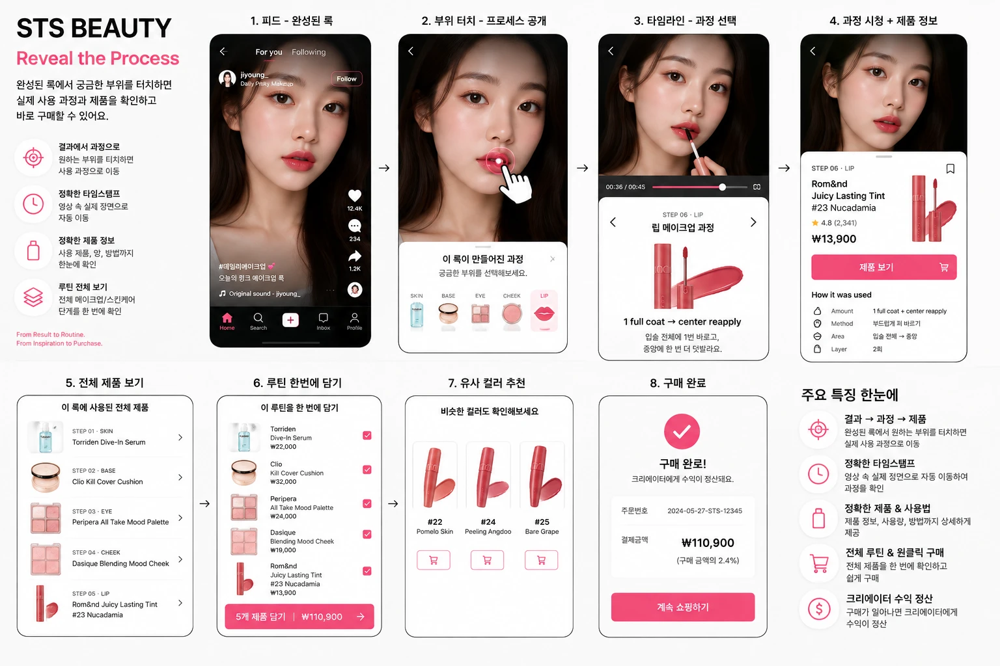 STS BEAUTY
Reveal the Process
완성된 룩에서 궁금한 부위를 터치하면
실제 사용 과정과 제품을 확인하고
바로 구매할 수 있어요.
결과에서 과정으로
원하는 부위를 티치하면
사용 과정으로 이동
정확한 타임스탬프
영상 속 실제 장면으로
자동 이동
정확한 제품 정보
사용 제품, 양, 방법까지
한눈에 확인
루틴 전체 보기
전체 메이크업/스킨케어
단게를 한 번에 확인
From Result to Routine.
From Inspiration to Purchase.
1. 피드 - 완성된 룩
For you Following
jiyoung_
Daily Makeup
Follow
12.4K
234
1.2K
#데일리메이크업
오늘의 핑크 메이크업 룩
Original sound - jiyoung_
Home
Search
Inbox
Profile
2. 부위 터치 - 프로세스 공개
이 룩이 만들어진 과정
궁금한 부위를 선택해보세요.
SKIN BASE EYE CHEEK LIP
3. 타임라인 - 과정 선택
00:36 / 00:45
STEP 06 · LIP
립 메이크업 과정
1 full coat → center reapply
입술 전체에 1번 바로고,
중앙에 한 번 더 덧발라요.
4. 과정 시청 + 제품 정보
STEP 06 · LIP
Rom&nd
Juicy Lasting Tint
#23 Nucadamia
4.8 (2,341)
₩13,900
제품 보기
How it was used
Amount 1 full coat + center reapply
Method 부드럽개 펴 바르기
Area 입술 전체 → 중앙
Layer 2회
5. 전체 제품 보기
이 룩에 사용된 전체 제품
STEP 01 · SKIN
Torriden Dive-In Serum
STEP 02 · BASE
Clio Kill Cover Cushion
STEP 03 · EYE
Peripera All Take Mood Palette
STEP 04 · CHEEK
Dasique Blending Mood Cheek
STEP 05 · LIP
Rom&nd Juicy Lasting Tint
#23 Nucadamia
6. 루틴 한번에 담기
이 루틴을 한 번에 담기
Torriden
Dive-In Serum
₩22,000
Clio
Kill Cover Cushion
₩32,000
Peripera
All Take Mood Palette
₩24,000
Dasique
Blending Mood Cheek
₩19,000
Rom&nd
Juicy Lasting Tint
#23 Nucadamia
₩13,900
5개 제품 담기 | ₩110,900 →
7. 유사 컬러 추천
비슷한 컬러도 확인해보세요
#22
Pomelo Skin
#24
Peeling Angdoo
#25
Bare Grape
8. 구매 완료
구매 완료!
크리에이터에게 수익이 정산돼요.
주문번호 2024-05-27-STS-12345
결제금액 ₩110,900
(구매 금액의 2.4%)
계속 쇼핑하기
주요 특징 한눈에
결과 → 과정 → 제품
완성된 룩에서 원하는 부위를 터치하면
실제 사용 과정으로 이동
정확한 타임스탬프
영상 속 실제 장면으로 자동 이동하여
과정을 확인
정확한 제품 & 사용법
제품 정보, 사용량, 방법까지 상세하게
제공
전체 루틴 & 원클릭 구매
전체 제품을 한 번에 확인하고
쉽게 구매
크리에이터 수익 정산
구매가 일어나면 크리에이터에게
수익이 정산